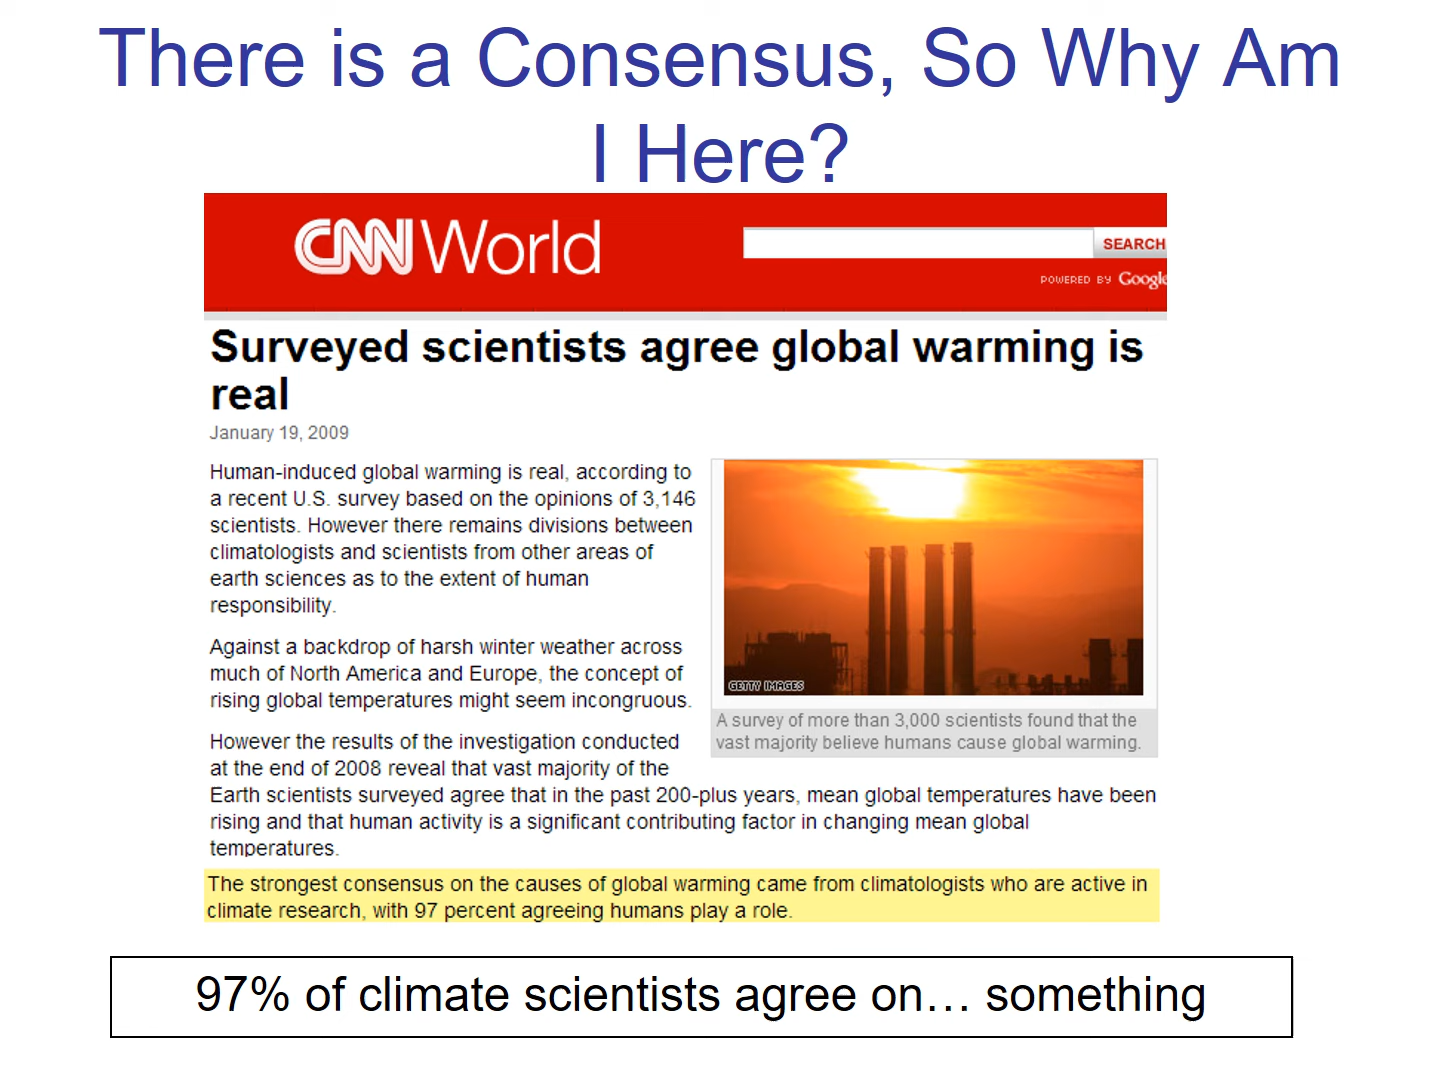 There is a Consensus, So Why Am
I Here?
CNN World
SEARCH
POWERED BY Google
Surveyed scientists agree global warming is
real
January 19, 2009
Human-induced global warming is real, according to
a recent U.S. survey based on the opinions of 3,146
scientists. However there remains divisions between
climatologists and scientists from other areas of
earth sciences as to the extent of human
responsibility.
Against a backdrop of harsh winter weather across
much of North America and Europe, the concept of
rising global temperatures might seem incongruous.
GETTY IMAGES
A survey of more than 3,000 scientists found that the
vast majority believe humans cause global warming.
However the results of the investigation conducted
at the end of 2008 reveal that vast majority of the
Earth scientists surveyed agree that in the past 200-plus years, mean global temperatures have been
rising and that human activity is a significant contributing factor in changing mean global
temperatures.
The strongest consensus on the causes of global warming came from climatologists who are active in
climate research, with 97 percent agreeing humans play a role.
97% of climate scientists agree on… something